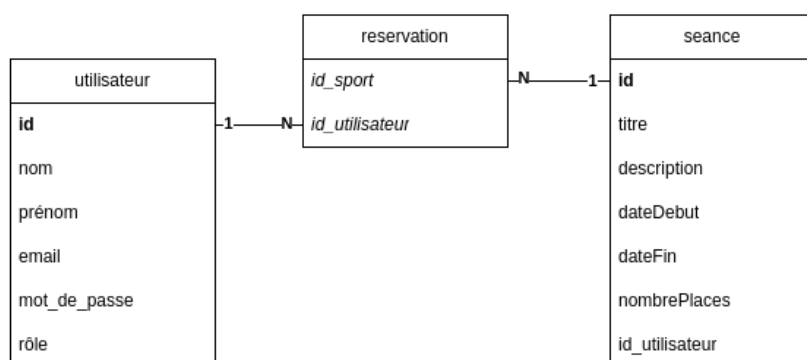 utilisateur
id
nom
prénom
email
mot_de_passe
rôle
1
N
reservation
id_sport
id_utilisateur
N
1
seance
id
titre
description
dateDebut
dateFin
nombrePlaces
id_utilisateur